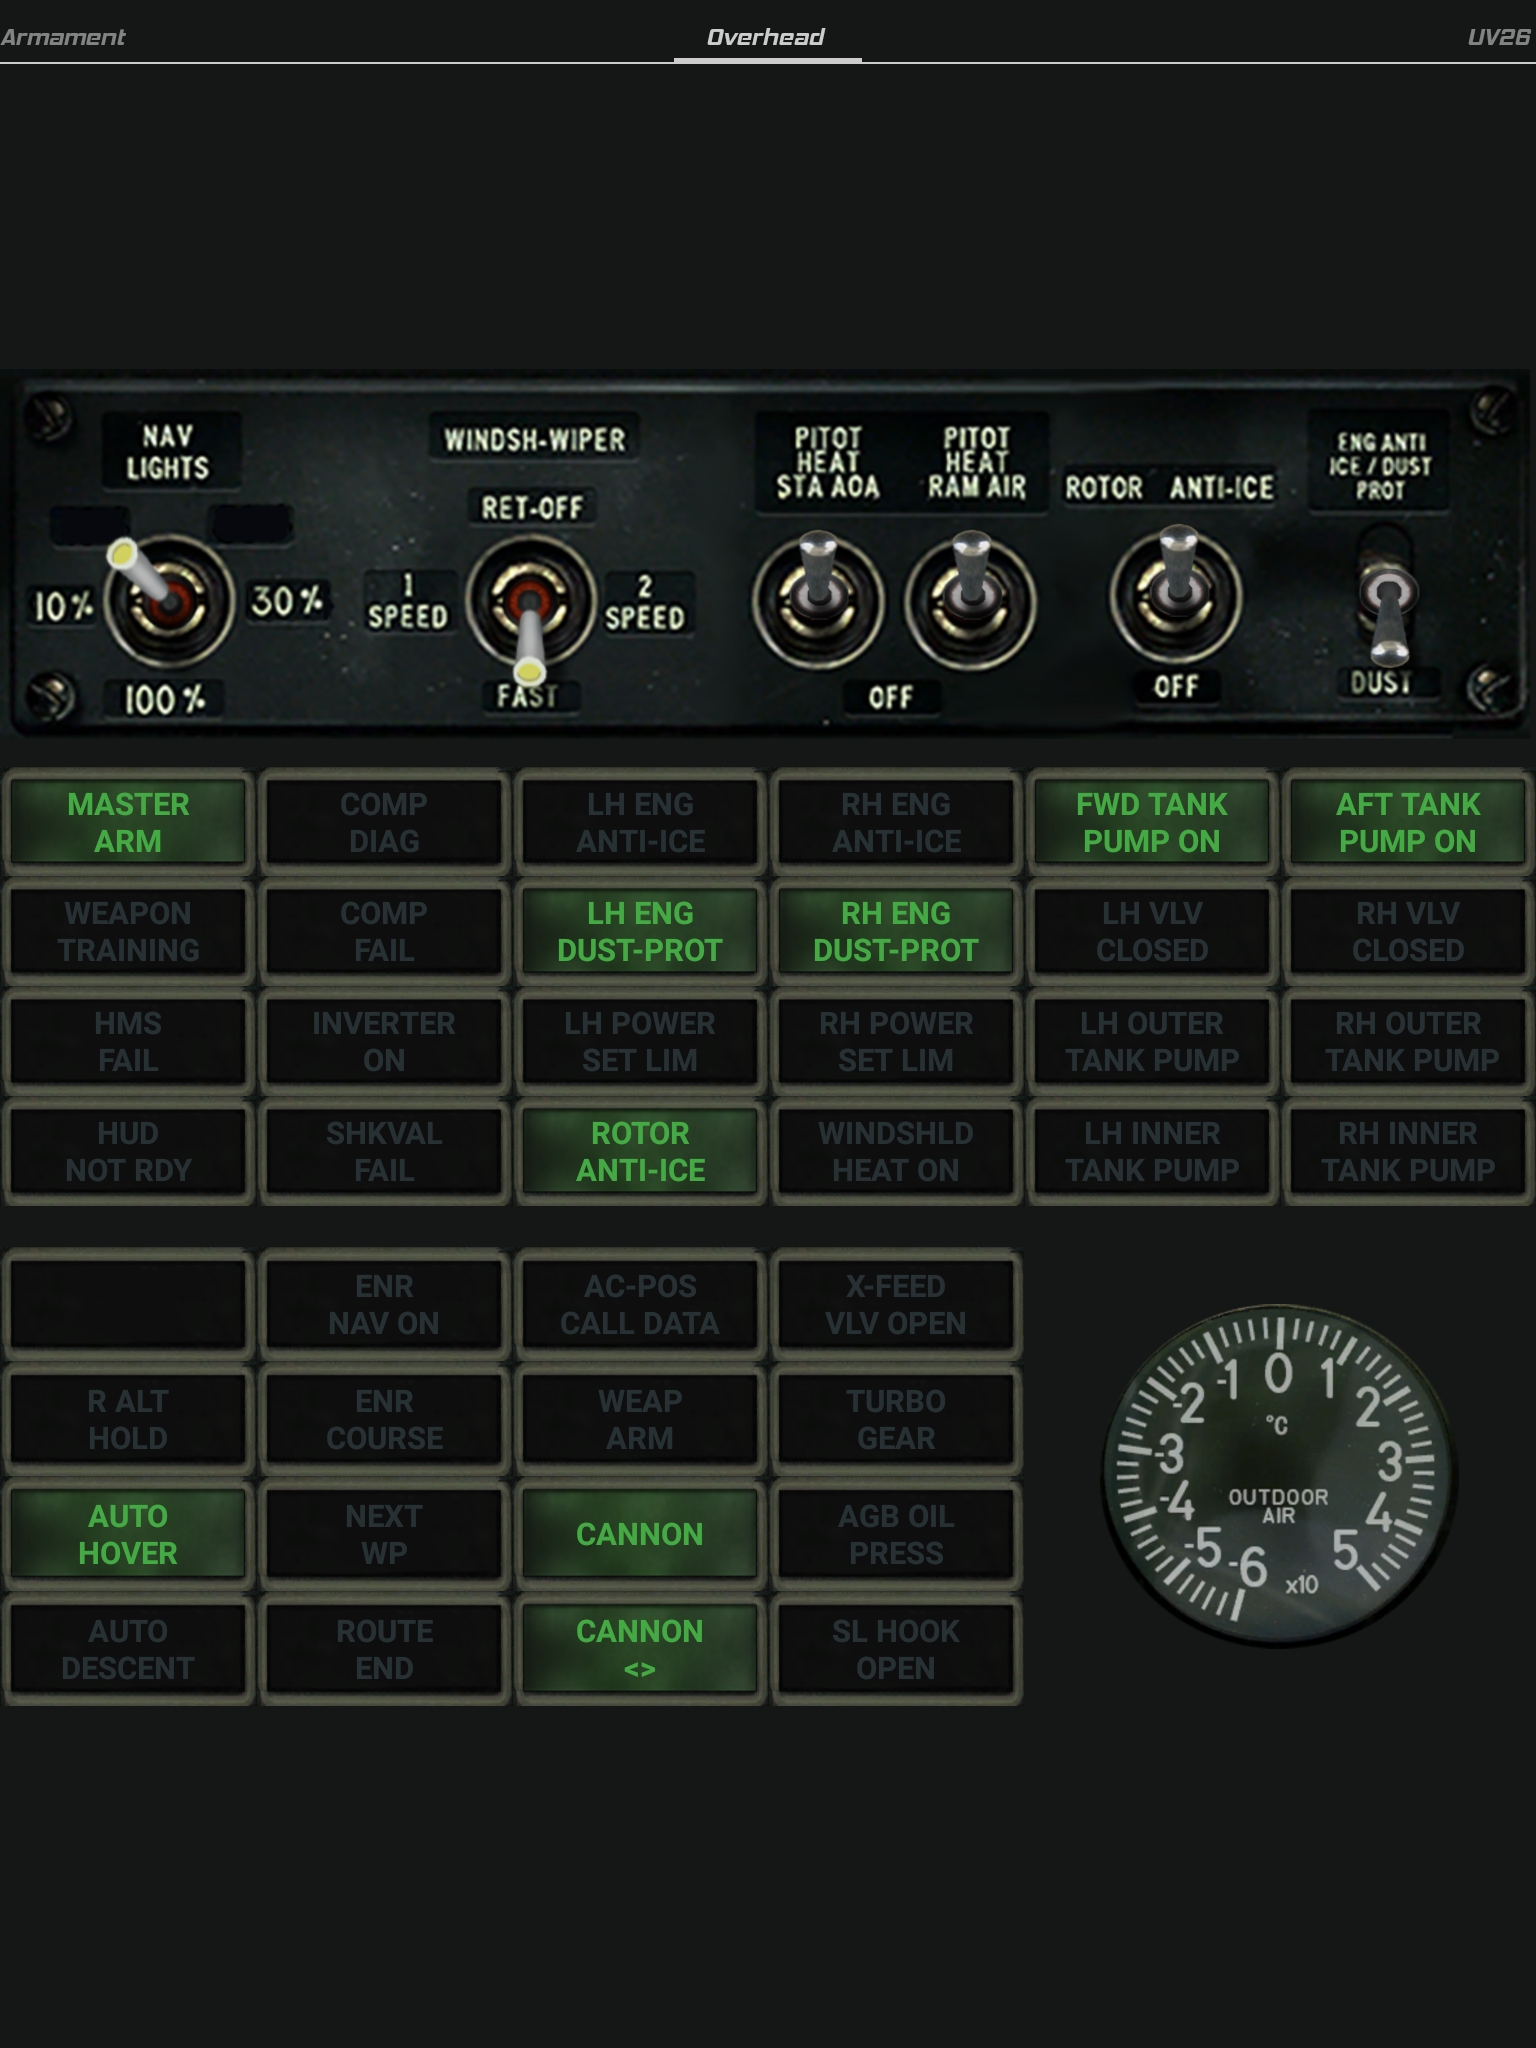 Armament
Overhead
UV26
NAV
LIGHTS
10%
30%
100%
WINDSH-WIPER
RET-OFF
1
SPEED
2
SPEED
FAST
PITOT
HEAT
STA AOA
PITOT
HEAT
RAM AIR
OFF
ROTOR ANTI-ICE
OFF
ENG ANTI
ICE / DUST
PROT
DUST
MASTER
ARM
COMP
DIAG
LH ENG
ANTI-ICE
RH ENG
ANTI-ICE
FWD TANK
PUMP ON
AFT TANK
PUMP ON
WEAPON
TRAINING
COMP
FAIL
LH ENG
DUST-PROT
RH ENG
DUST-PROT
LH VLV
CLOSED
RH VLV
CLOSED
HMS
FAIL
INVERTER
ON
LH POWER
SET LIM
RH POWER
SET LIM
LH OUTER
TANK PUMP
RH OUTER
TANK PUMP
HUD
NOT RDY
SHKVAL
FAIL
ROTOR
ANTI-ICE
WINDSHLD
HEAT ON
LH INNER
TANK PUMP
RH INNER
TANK PUMP
ENR
NAV ON
AC-POS
CALL DATA
X-FEED
VLV OPEN
R ALT
HOLD
ENR
COURSE
WEAP
ARM
TURBO
GEAR
AUTO
HOVER
NEXT
WP
CANNON
AGB OIL
PRESS
AUTO
DESCENT
ROUTE
END
CANNON
<>
SL HOOK
OPEN
-6
-5
-4
-3
-2
-1
0
1
2
3
4
5
°C
OUTDOOR
AIR
x10